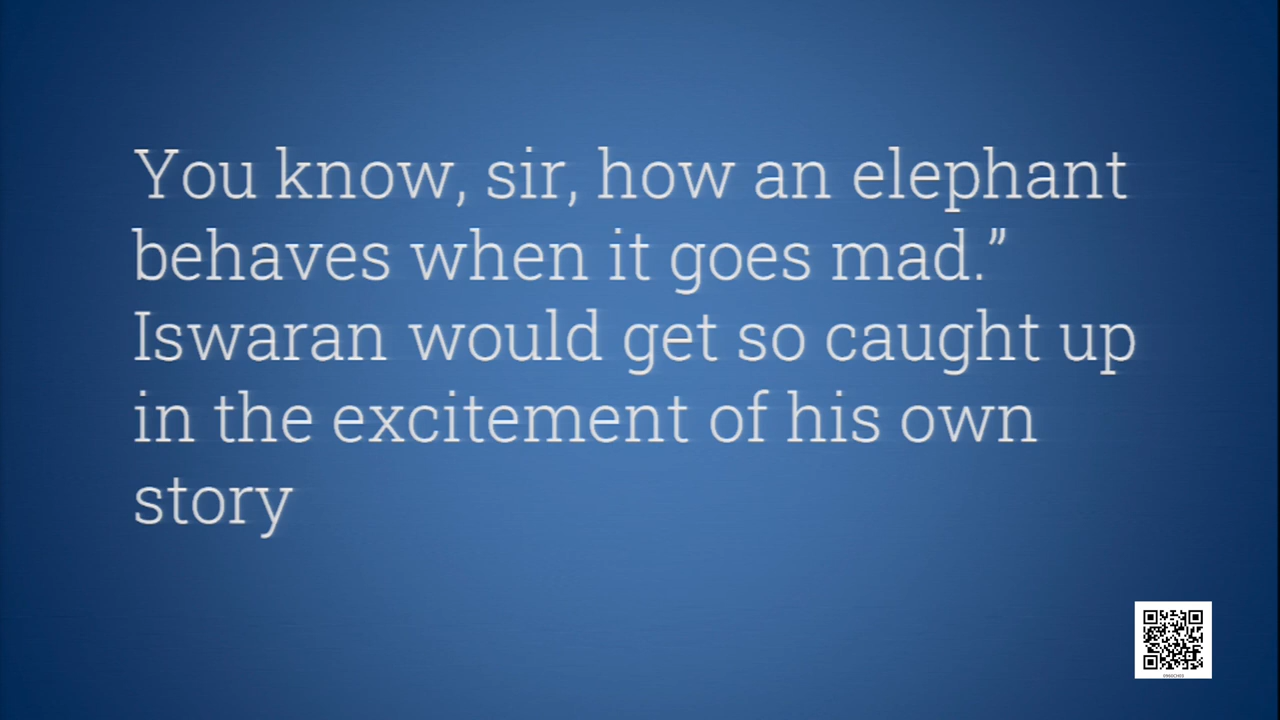 You know, sir, how an elephant
behaves when it goes mad.”
Iswaran would get so caught up
in the excitement of his own
story